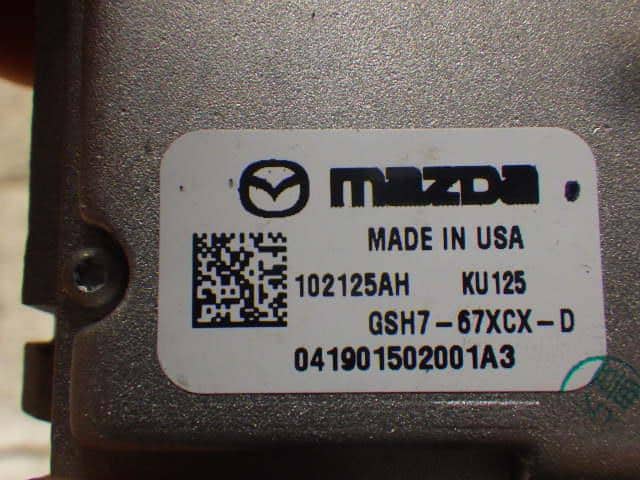 mazda
MADE IN USA
102125AH KU125
GSH7-67XCX-D
041901502001A3